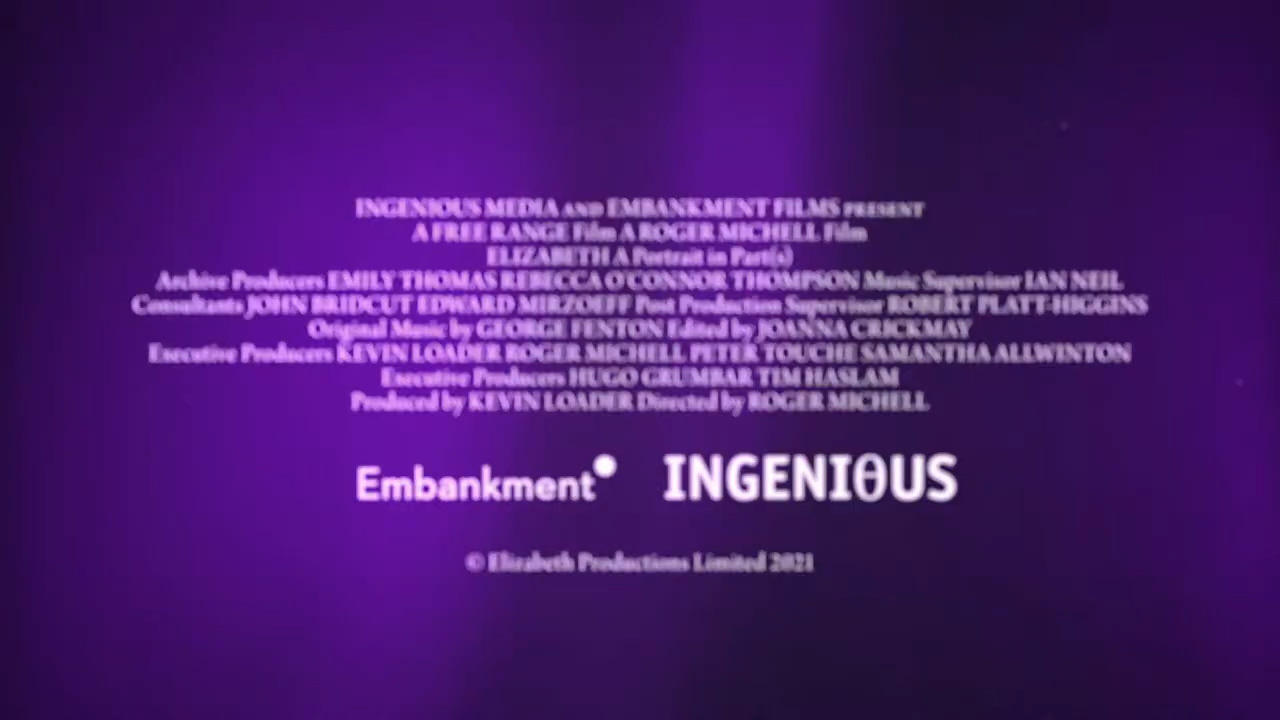 INGENIOUS MEDIA AND EMBANKMENT FILMS PRESENT
A FREE RANGE Film A ROGER MICHELL Film
ELIZABETH A Portrait in Part(s)
Archive Producers EMILY THOMAS REBECCA O'CONNOR THOMPSON Music Supervisor IAN NEIL
Consultants JOHN BRIDCUT EDWARD MIRZOEFF Post Production Supervisor ROBERT PLATT-HIGGINS
Original Music by GEORGE FENTON Edited by JOANNA CRICKMAY
Executive Producers KEVIN LOADER ROGER MICHELL PETER TOUCHE SAMANTHA ALLWINTON
Executive Producers HUGO GRUMBAR TIM HASLAM
Produced by KEVIN LOADER Directed by ROGER MICHELL
Embankment INGENIθUS
© Elizabeth Productions Limited 2021